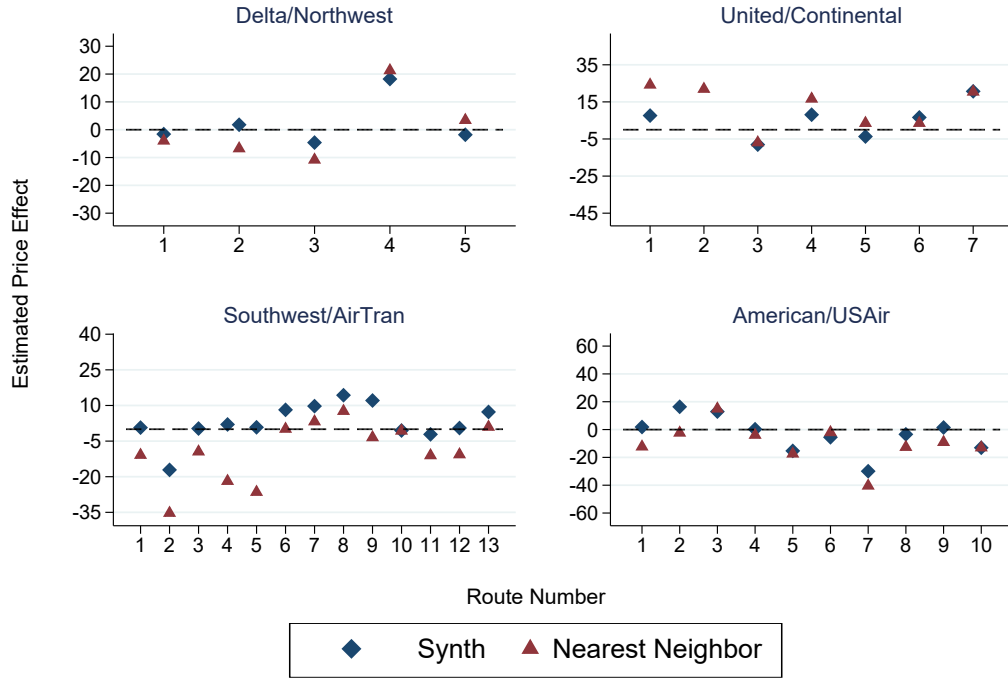 Delta/Northwest
30
20
10
0
-10
-20
-30
1 2 3 4 5
United/Continental
35
15
-5
-25
-45
1 2 3 4 5 6 7
Estimated Price Effect
Southwest/AirTran
40
25
10
-5
-20
-35
1 2 3 4 5 6 7 8 9 10 11 12 13
American/USAir
60
40
20
0
-20
-40
-60
1 2 3 4 5 6 7 8 9 10
Route Number
Synth Nearest Neighbor